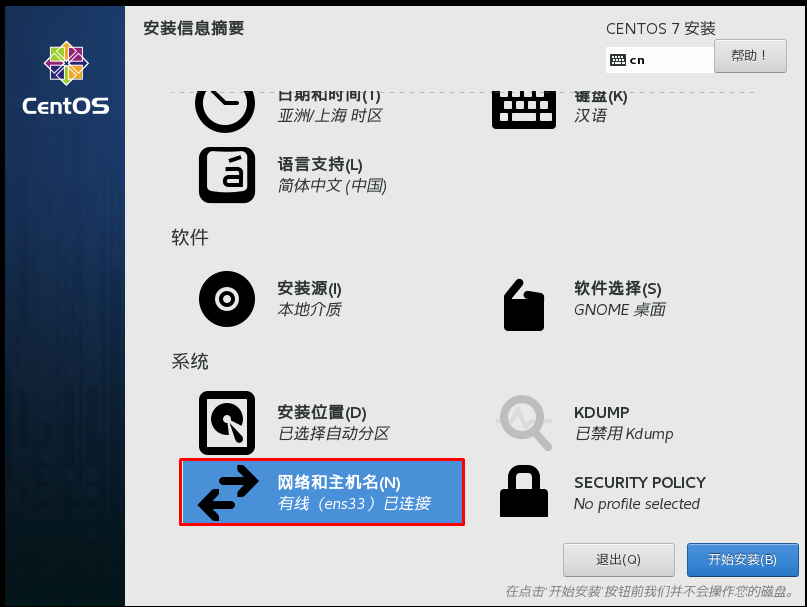 安装信息摘要
CENTOS 7 安装
cn
帮助！
CentOS
日期和时间(T)
亚洲/上海 时区
键盘(K)
汉语
语言支持(L)
简体中文 (中国)
软件
安装源(I)
本地介质
软件选择(S)
GNOME 桌面
系统
安装位置(D)
已选择自动分区
KDUMP
已禁用 Kdump
网络和主机名(N)
有线（ens33）已连接
SECURITY POLICY
No profile selected
退出(Q)
开始安装(B)
在点击'开始安装'按钮前我们并不会操作您的磁盘。